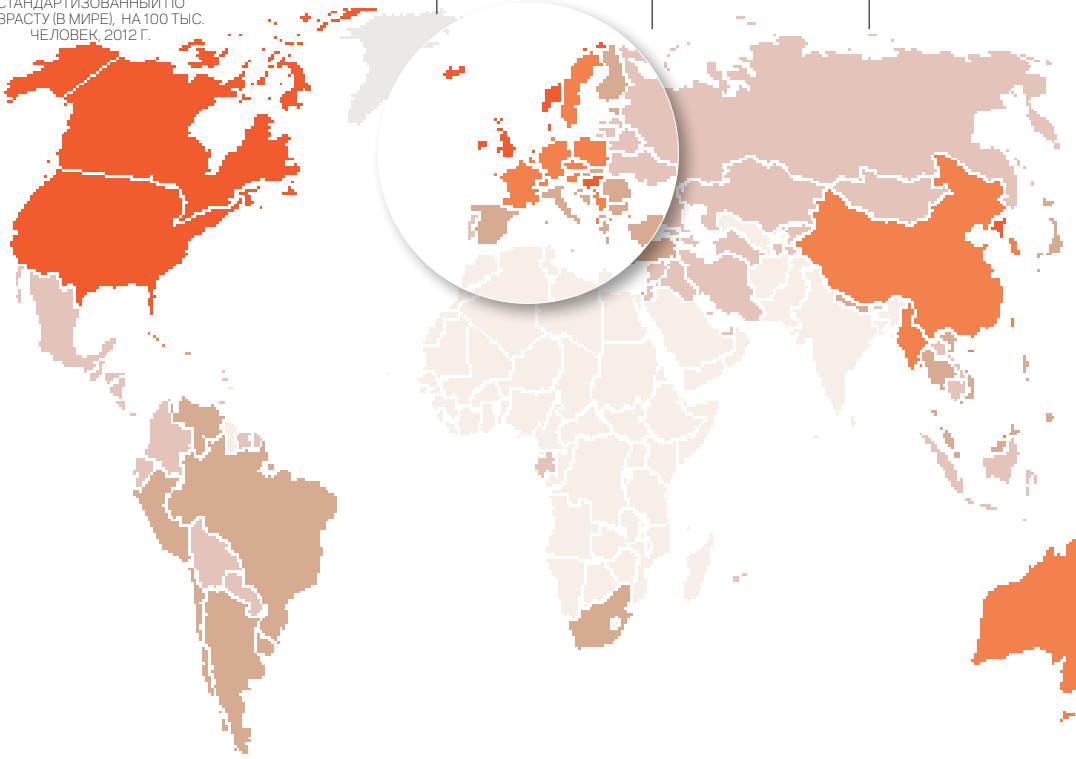 СТАНДАРТИЗОВАННЫЙ ПО
ВРАСТУ (В МИРЕ), НА 100 ТЫС.
ЧЕЛОВЕК, 2012 Г.